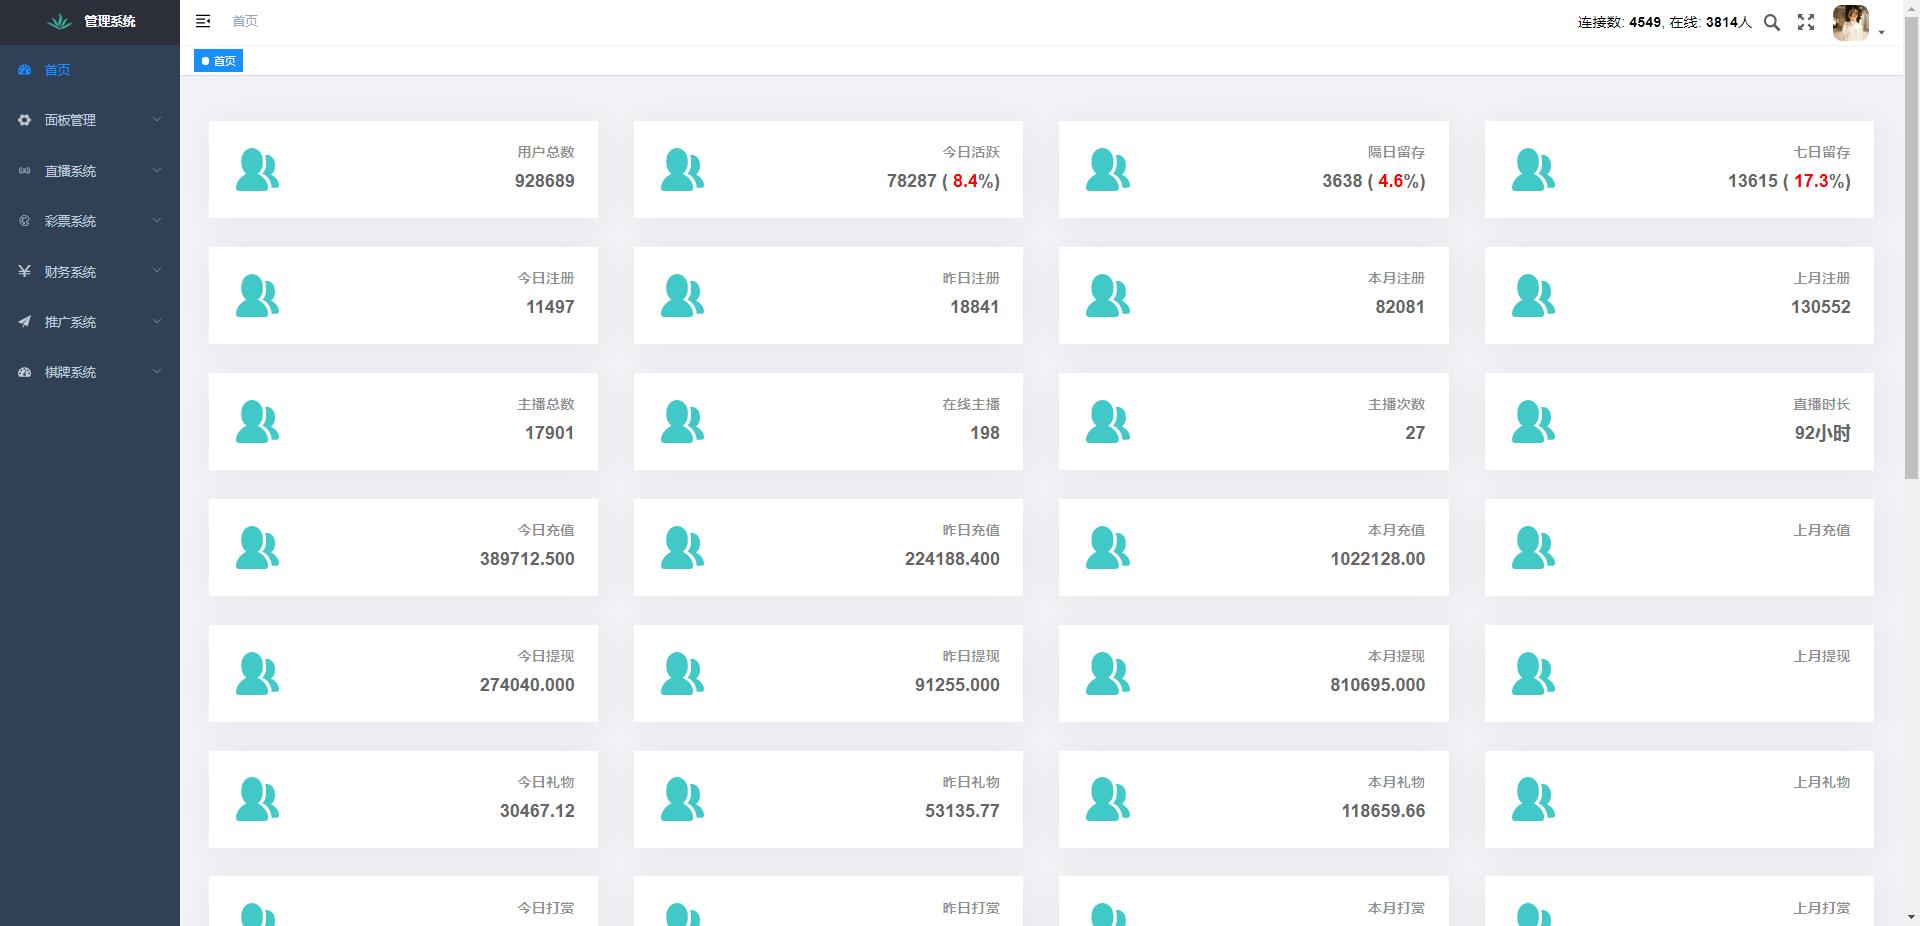 管理系统
首页
连接数: 4549, 在线: 3814人
首页
首页
面板管理
直播系统
彩票系统
财务系统
推广系统
棋牌系统
用户总数
928689
今日活跃
78287 ( 8.4%)
隔日留存
3638 ( 4.6%)
七日留存
13615 ( 17.3%)
今日注册
11497
昨日注册
18841
本月注册
82081
上月注册
130552
主播总数
17901
在线主播
198
主播次数
27
直播时长
92小时
今日充值
389712.500
昨日充值
224188.400
本月充值
1022128.00
上月充值
今日提现
274040.000
昨日提现
91255.000
本月提现
810695.000
上月提现
今日礼物
30467.12
昨日礼物
53135.77
本月礼物
118659.66
上月礼物
今日打赏
昨日打赏
本月打赏
上月打赏